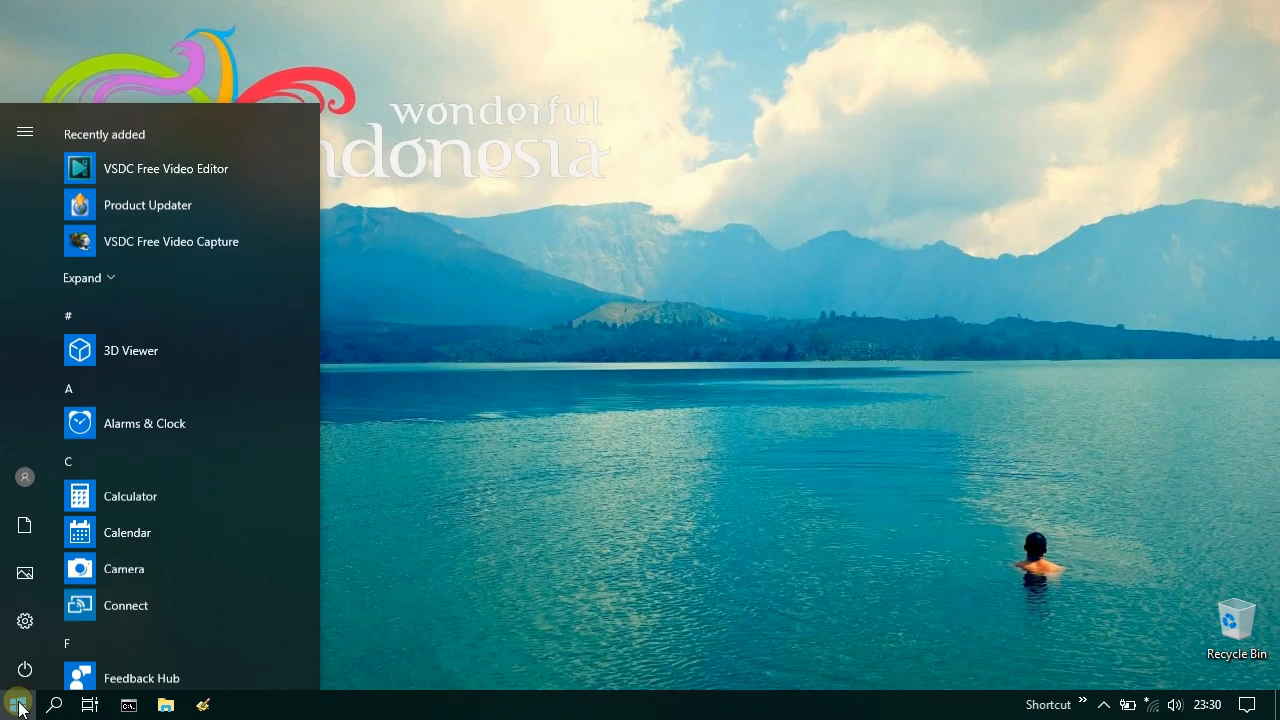 wonderful
ndonesia
Recently added
VSDC Free Video Editor
Product Updater
VSDC Free Video Capture
Expand
#
3D Viewer
A
Alarms & Clock
C
Calculator
Calendar
Camera
Connect
F
Feedback Hub
Recycle Bin
Shortcut
23:30